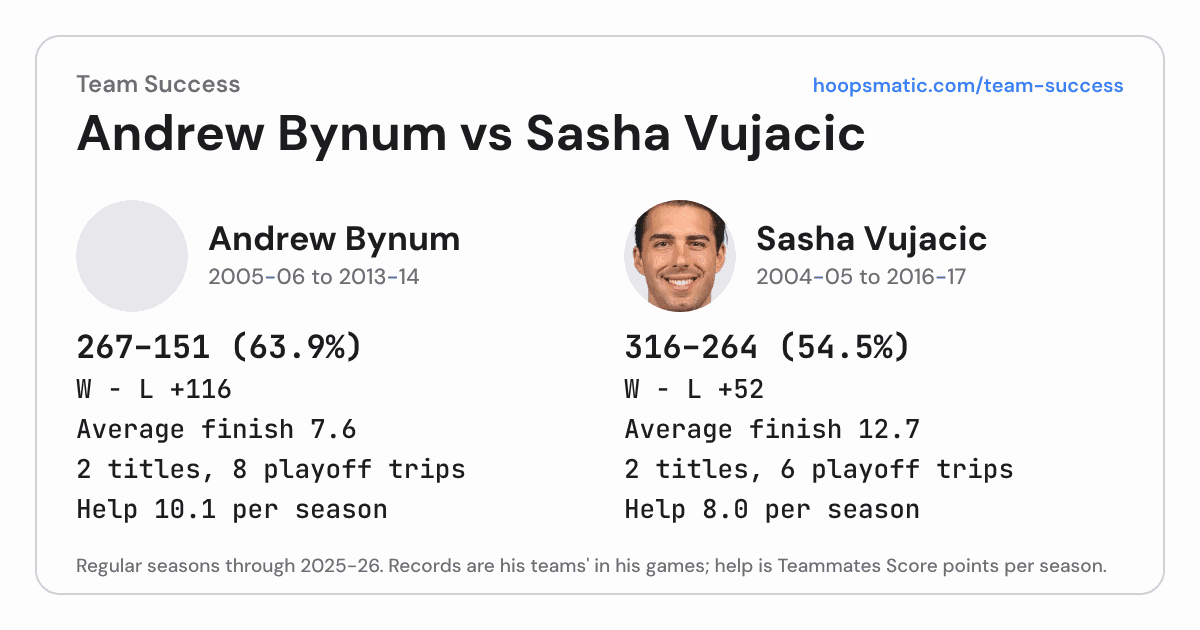 Team Success
hoopsmatic.com/team-success
Andrew Bynum vs Sasha Vujacic
Andrew Bynum
2005-06 to 2013-14
267-151 (63.9%)
W - L +116
Average finish 7.6
2 titles, 8 playoff trips
Help 10.1 per season
Sasha Vujacic
2004-05 to 2016-17
316-264 (54.5%)
W - L +52
Average finish 12.7
2 titles, 6 playoff trips
Help 8.0 per season
Regular seasons through 2025-26. Records are his teams' in his games; help is Teammates Score points per season.